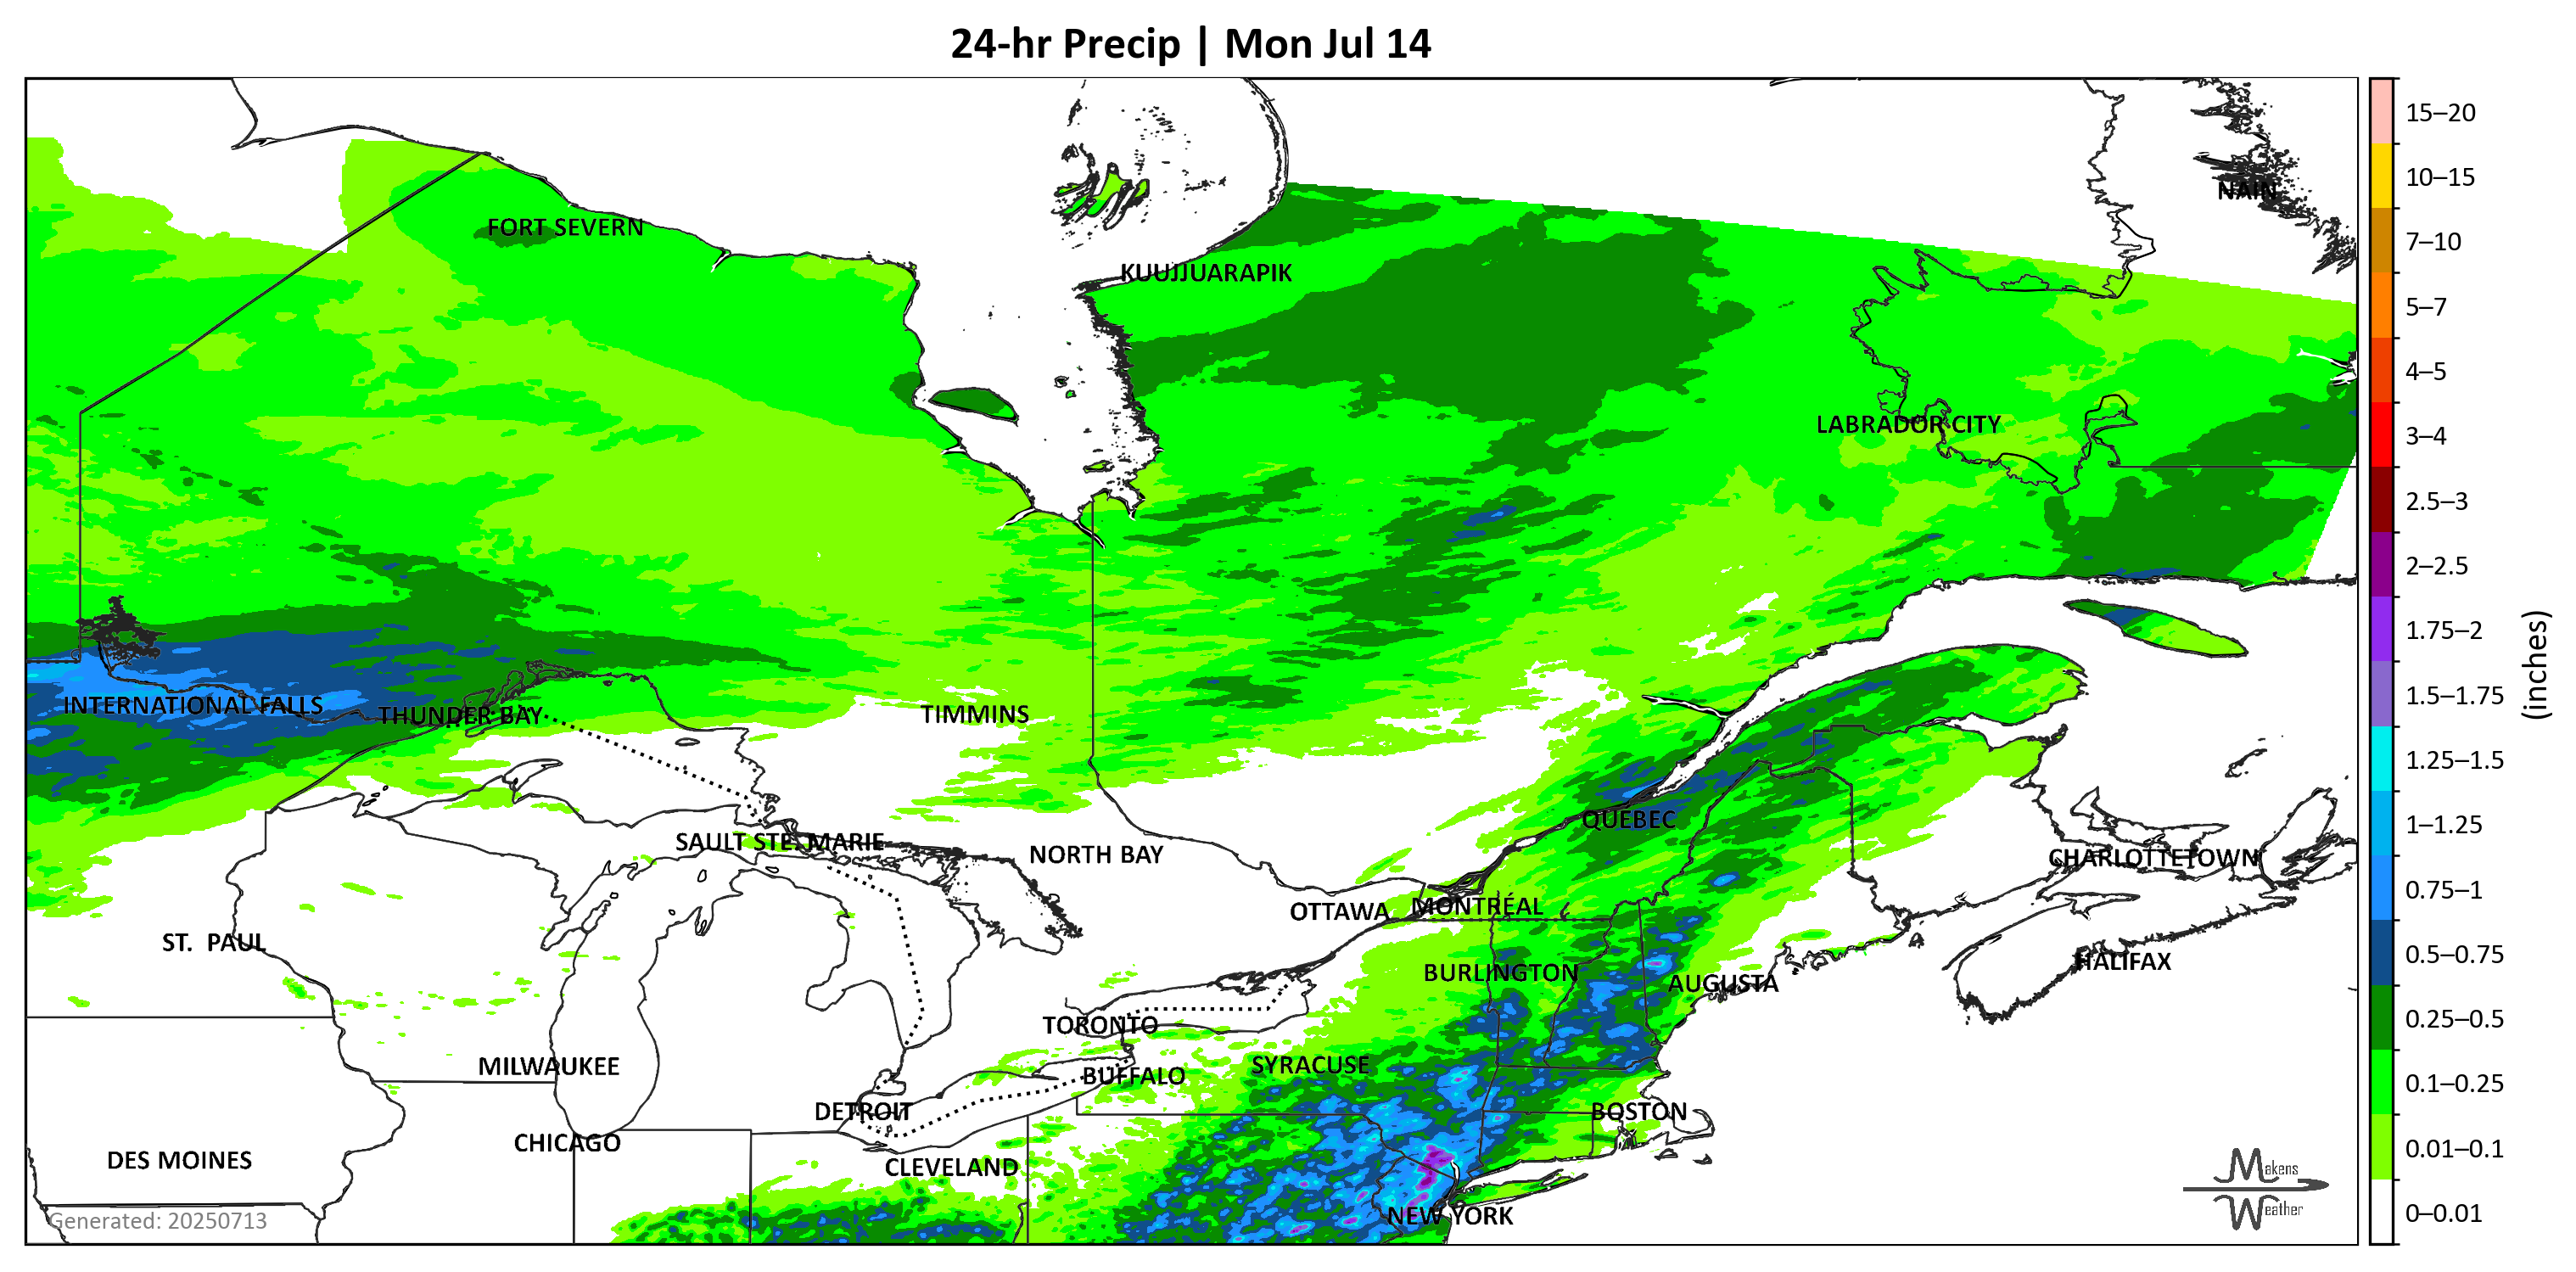 24-hr Precip | Mon Jul 14
NAIN
FORT SEVERN
KUUJJUARAPIK
LABRADOR CITY
INTERNATIONAL FALLS
THUNDER BAY
TIMMINS
QUEBEC
SAULT STE. MARIE
NORTH BAY
CHARLOTTETOWN
OTTAWA
MONTRÉAL
ST. PAUL
HALIFAX
BURLINGTON
AUGUSTA
TORONTO
MILWAUKEE
SYRACUSE
BUFFALO
DETROIT
BOSTON
CHICAGO
DES MOINES
CLEVELAND
NEW YORK
Generated: 20250713
Makens
Weather
15–20
10–15
7–10
5–7
4–5
3–4
2.5–3
2–2.5
1.75–2
1.5–1.75
1.25–1.5
1–1.25
0.75–1
0.5–0.75
0.25–0.5
0.1–0.25
0.01–0.1
0–0.01
(inches)